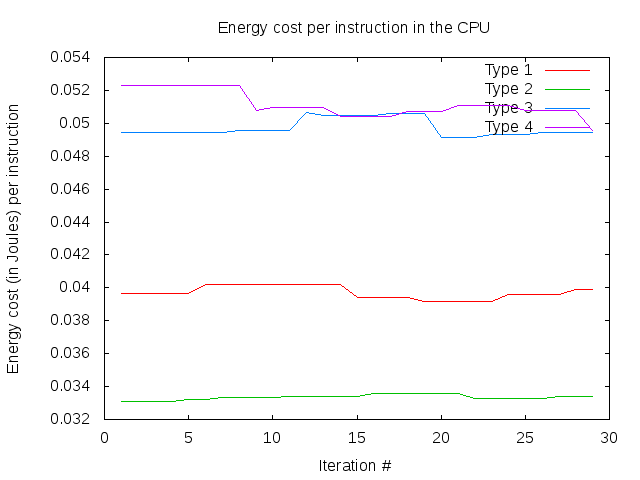 Energy cost per instruction in the CPU
0.054
0.052
0.05
0.048
0.046
0.044
0.042
0.04
0.038
0.036
0.034
0.032
0 5 10 15 20 25 30
Energy cost (in Joules) per instruction
Iteration #
Type 1
Type 2
Type 3
Type 4